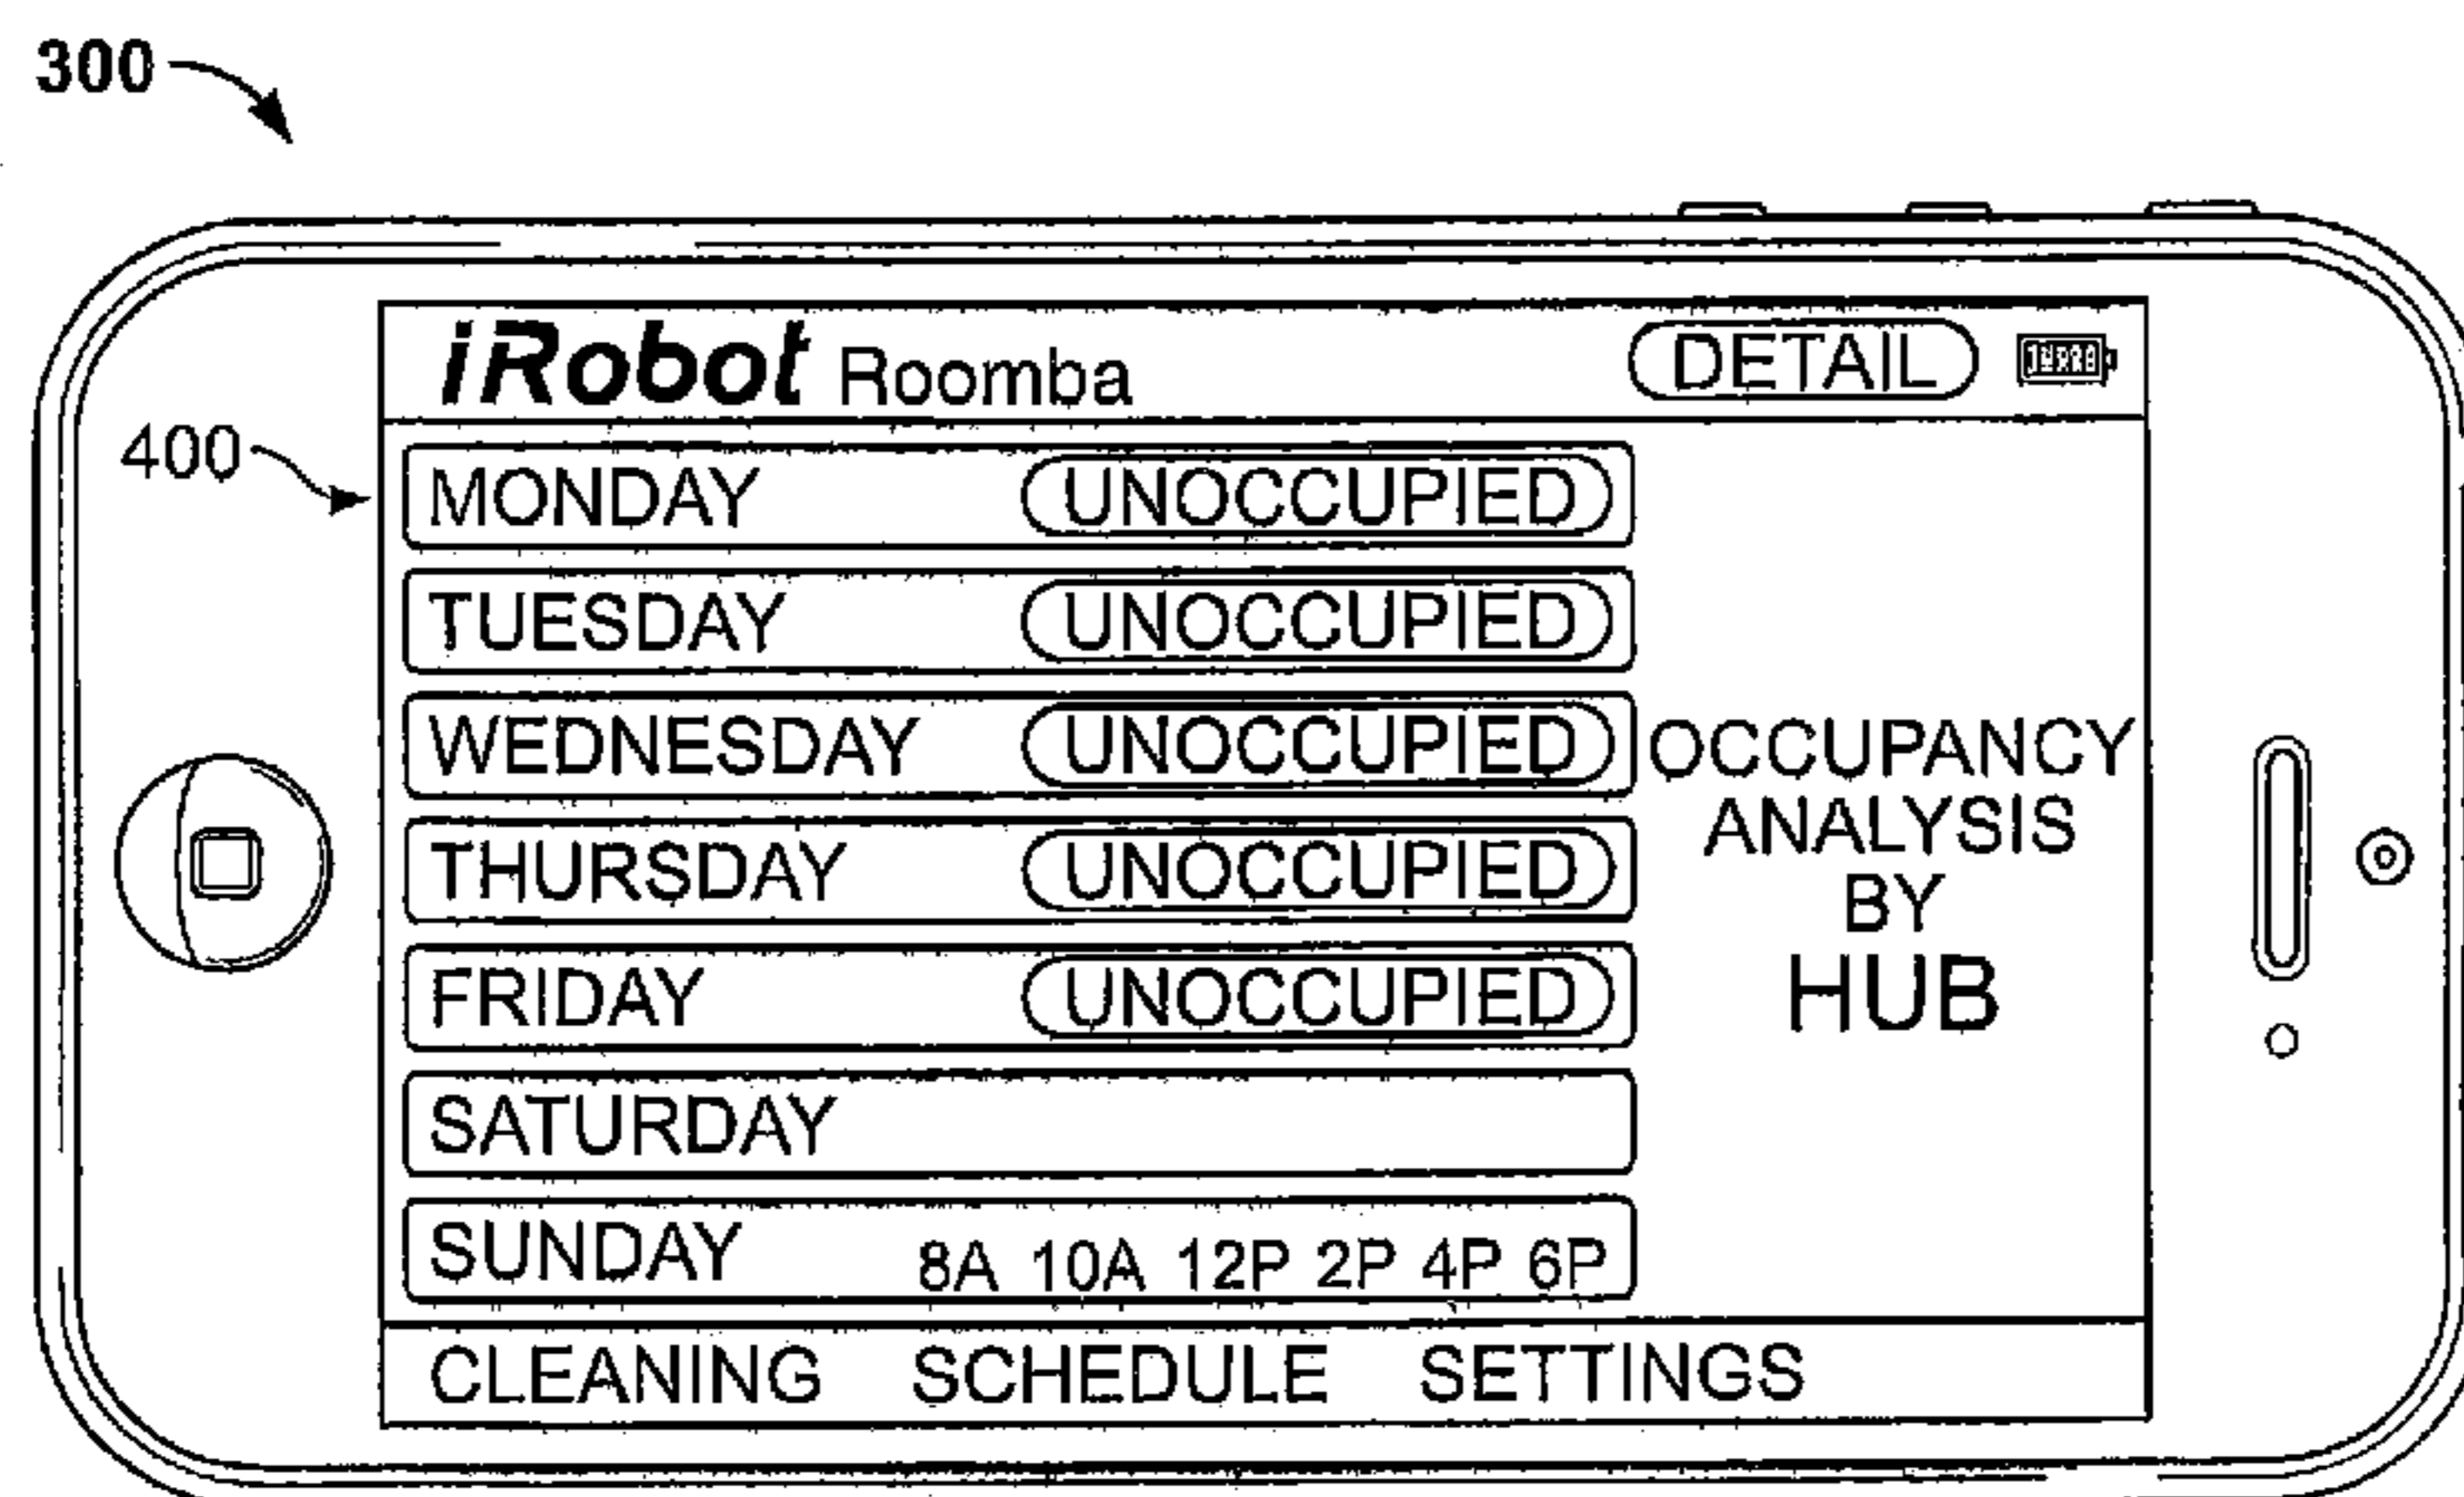 300
iRobot Roomba DETAIL
400
MONDAY UNOCCUPIED
TUESDAY UNOCCUPIED
WEDNESDAY UNOCCUPIED
THURSDAY UNOCCUPIED
FRIDAY UNOCCUPIED
SATURDAY
SUNDAY 8A 10A 12P 2P 4P 6P
OCCUPANCY
ANALYSIS
BY
HUB
CLEANING SCHEDULE SETTINGS